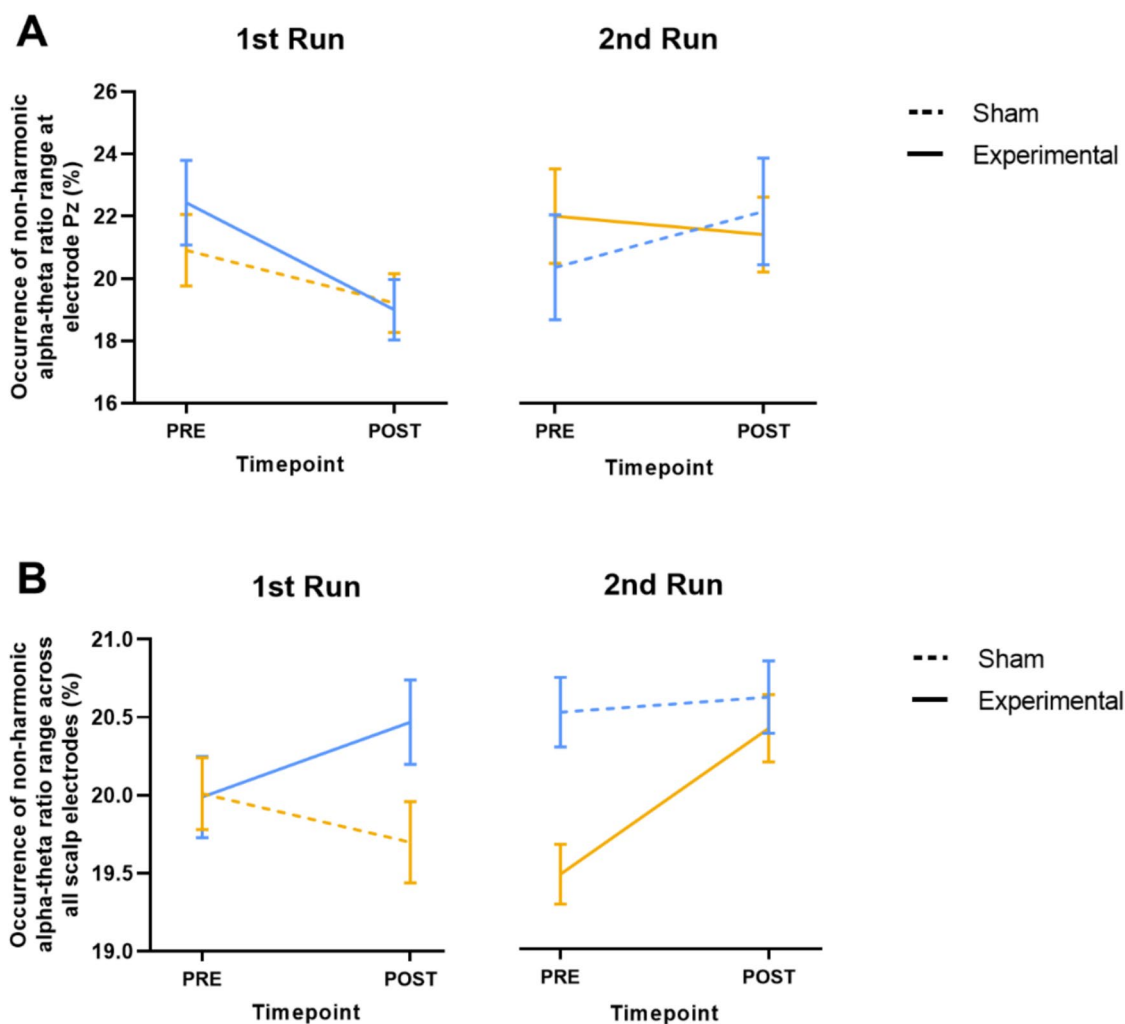 A
1st Run
2nd Run
Occurrence of non-harmonic
alpha-theta ratio range at
electrode Pz (%)
26
24
22
20
18
16
PRE
POST
Timepoint
PRE
POST
Timepoint
Sham
Experimental
B
1st Run
2nd Run
Occurrence of non-harmonic
alpha-theta ratio range across
all scalp electrodes (%)
21.0
20.5
20.0
19.5
19.0
PRE
POST
Timepoint
PRE
POST
Timepoint
Sham
Experimental